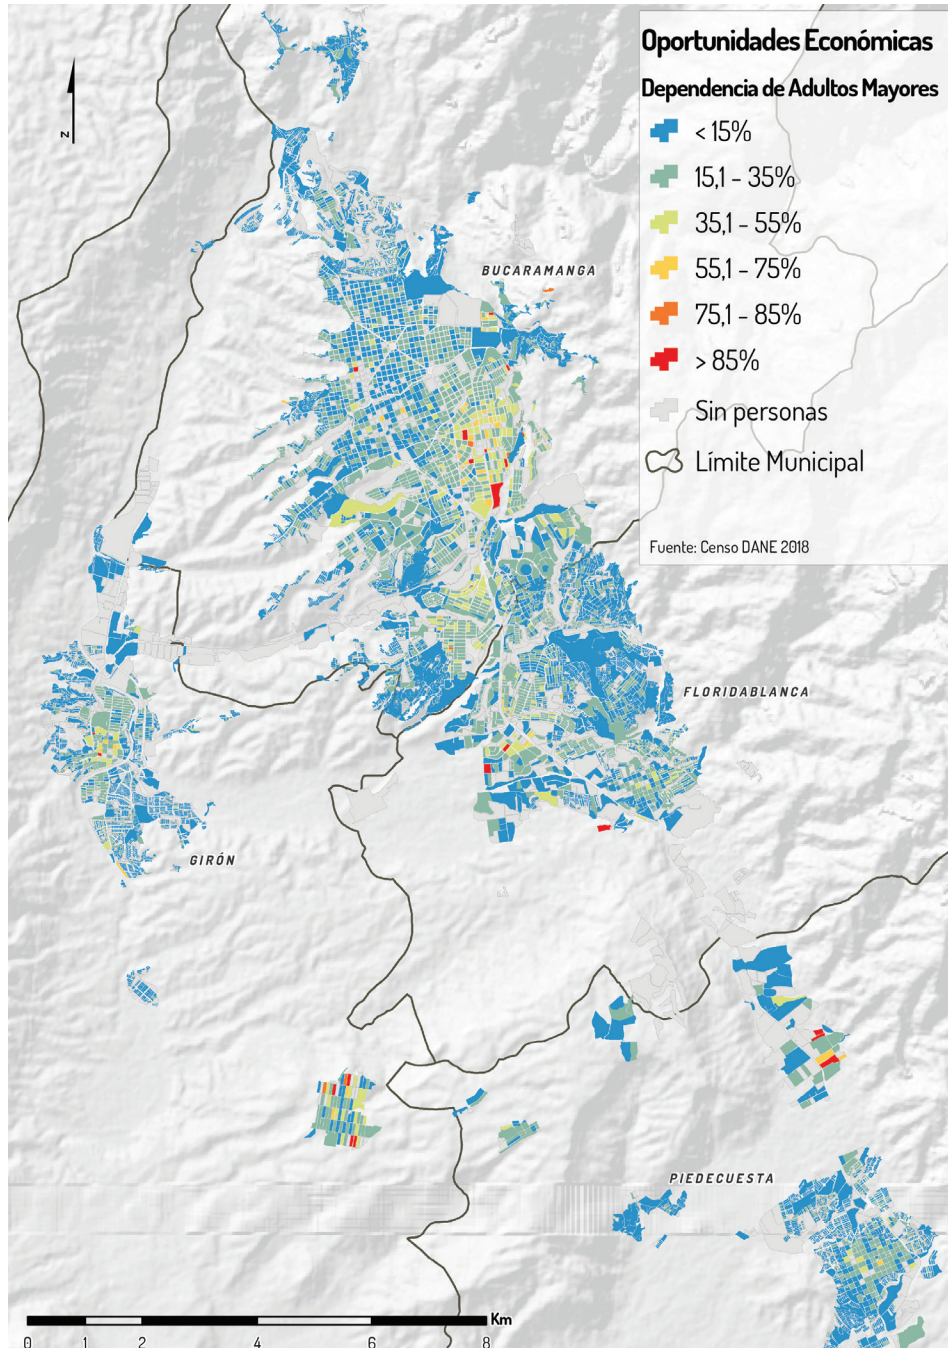 Oportunidades Económicas
Dependencia de Adultos Mayores
< 15%
15,1 - 35%
35,1 - 55%
55,1 - 75%
75,1 - 85%
> 85%
Sin personas
Límite Municipal
Fuente: Censo DANE 2018
N
BUCARAMANGA
FLORIDABLANCA
GIRÓN
PIEDECUESTA
Km
0 1 2 4 6 8